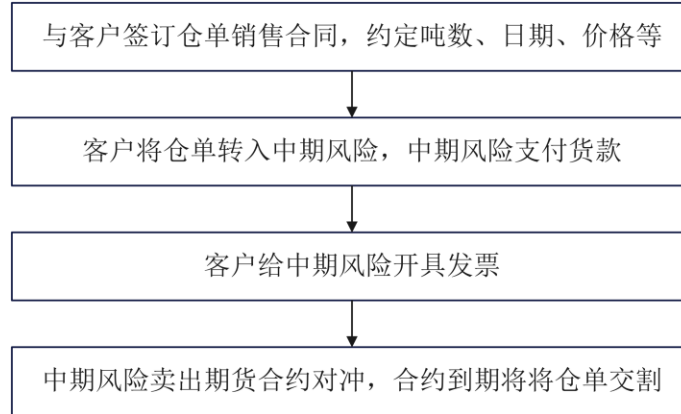 与客户签订仓单销售合同，约定吨数、日期、价格等
客户将仓单转入中期风险，中期风险支付货款
客户给中期风险开具发票
中期风险卖出期货合约对冲，合约到期将将仓单交割